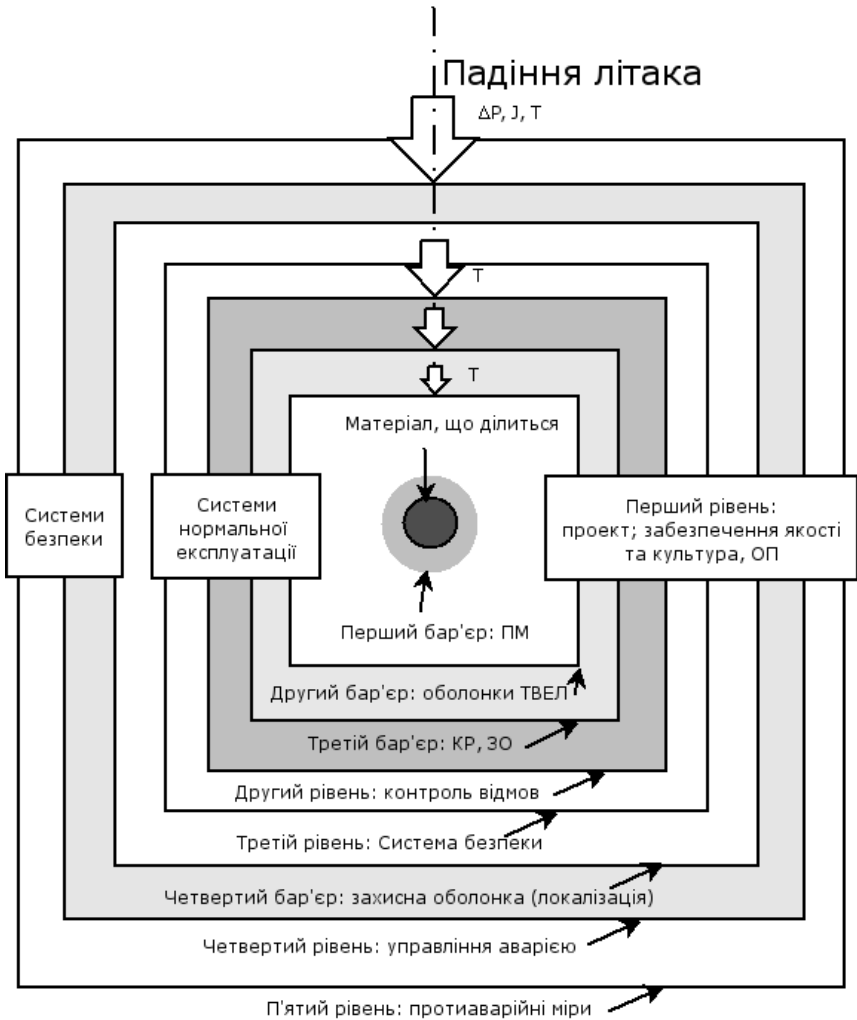 Падіння літака
ΔP, J, T
T
T
Матеріал, що ділиться
Системи
безпеки
Системи
нормальної
експлуатації
Перший рівень:
проект; забезпечення якості
та культура, ОП
Перший бар'єр: ПМ
Другий бар'єр: оболонки ТВЕЛ
Третій бар'єр: КР, ЗО
Другий рівень: контроль відмов
Третій рівень: Система безпеки
Четвертий бар'єр: захисна оболонка (локалізація)
Четвертий рівень: управління аварією
П'ятий рівень: протиаварійні міри